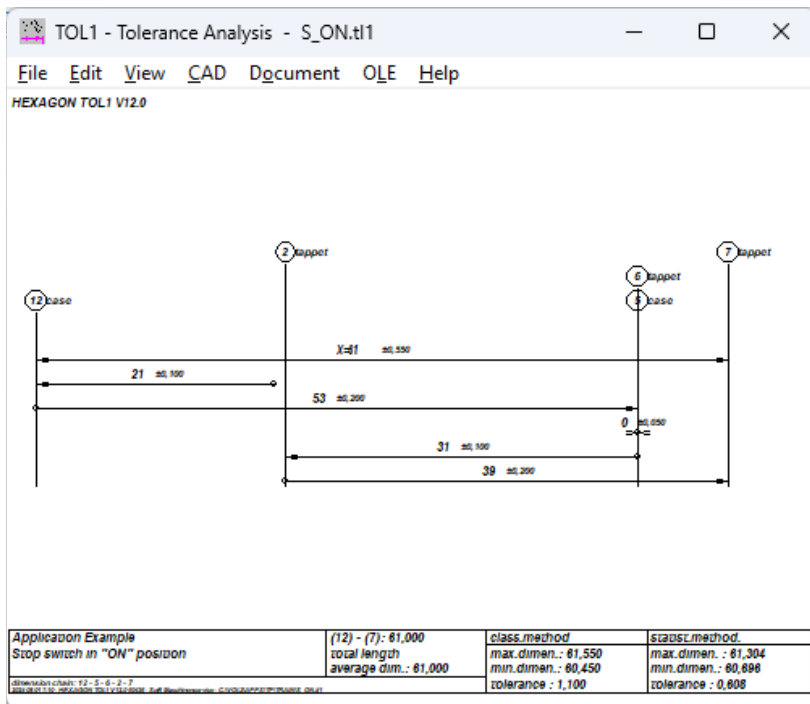 TOL1 - Tolerance Analysis - S_ON.tl1
File Edit View CAD Document OLE Help
HEXAGON TOL1 V12.0
2 tappet
7 tappet
6 tappet
12 case
5 case
X=61 ±0,550
21 ±0,100
53 ±0,200
0 ±0,050
31 ±0,100
39 ±0,200
Application Example
Stop switch in "ON" position
dimension chain: 12 - 5 - 6 - 2 - 7
HEXAGON TOL1 V12.0
(12) - (7): 61,000
total length
average dim.: 61,000
class.method
max.dimen.: 61,550
min.dimen.: 60,450
tolerance : 1,100
statist.method.
max.dimen. : 61,304
min.dimen.: 60,696
tolerance : 0,608